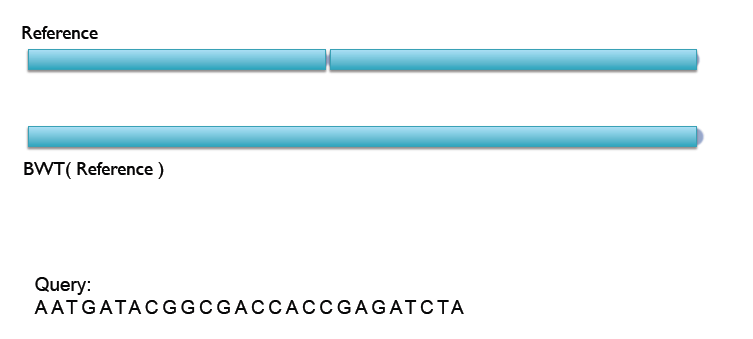 Reference
BWT( Reference )
Query:
AATGATACGGCGACCACCGAGATCTA